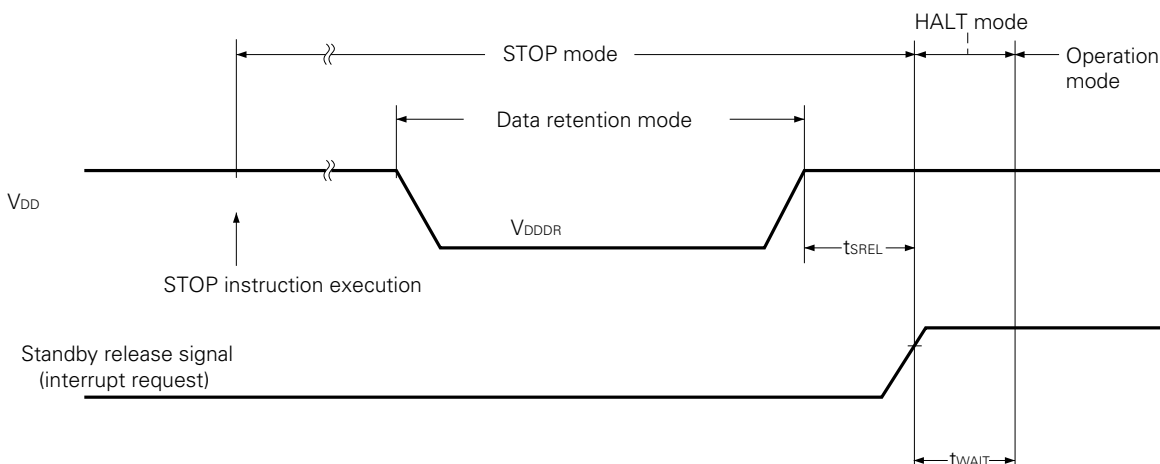 HALT mode
STOP mode
Operation
mode
Data retention mode
VDD
VDDDR
tSREL
STOP instruction execution
Standby release signal
(interrupt request)
tWAIT